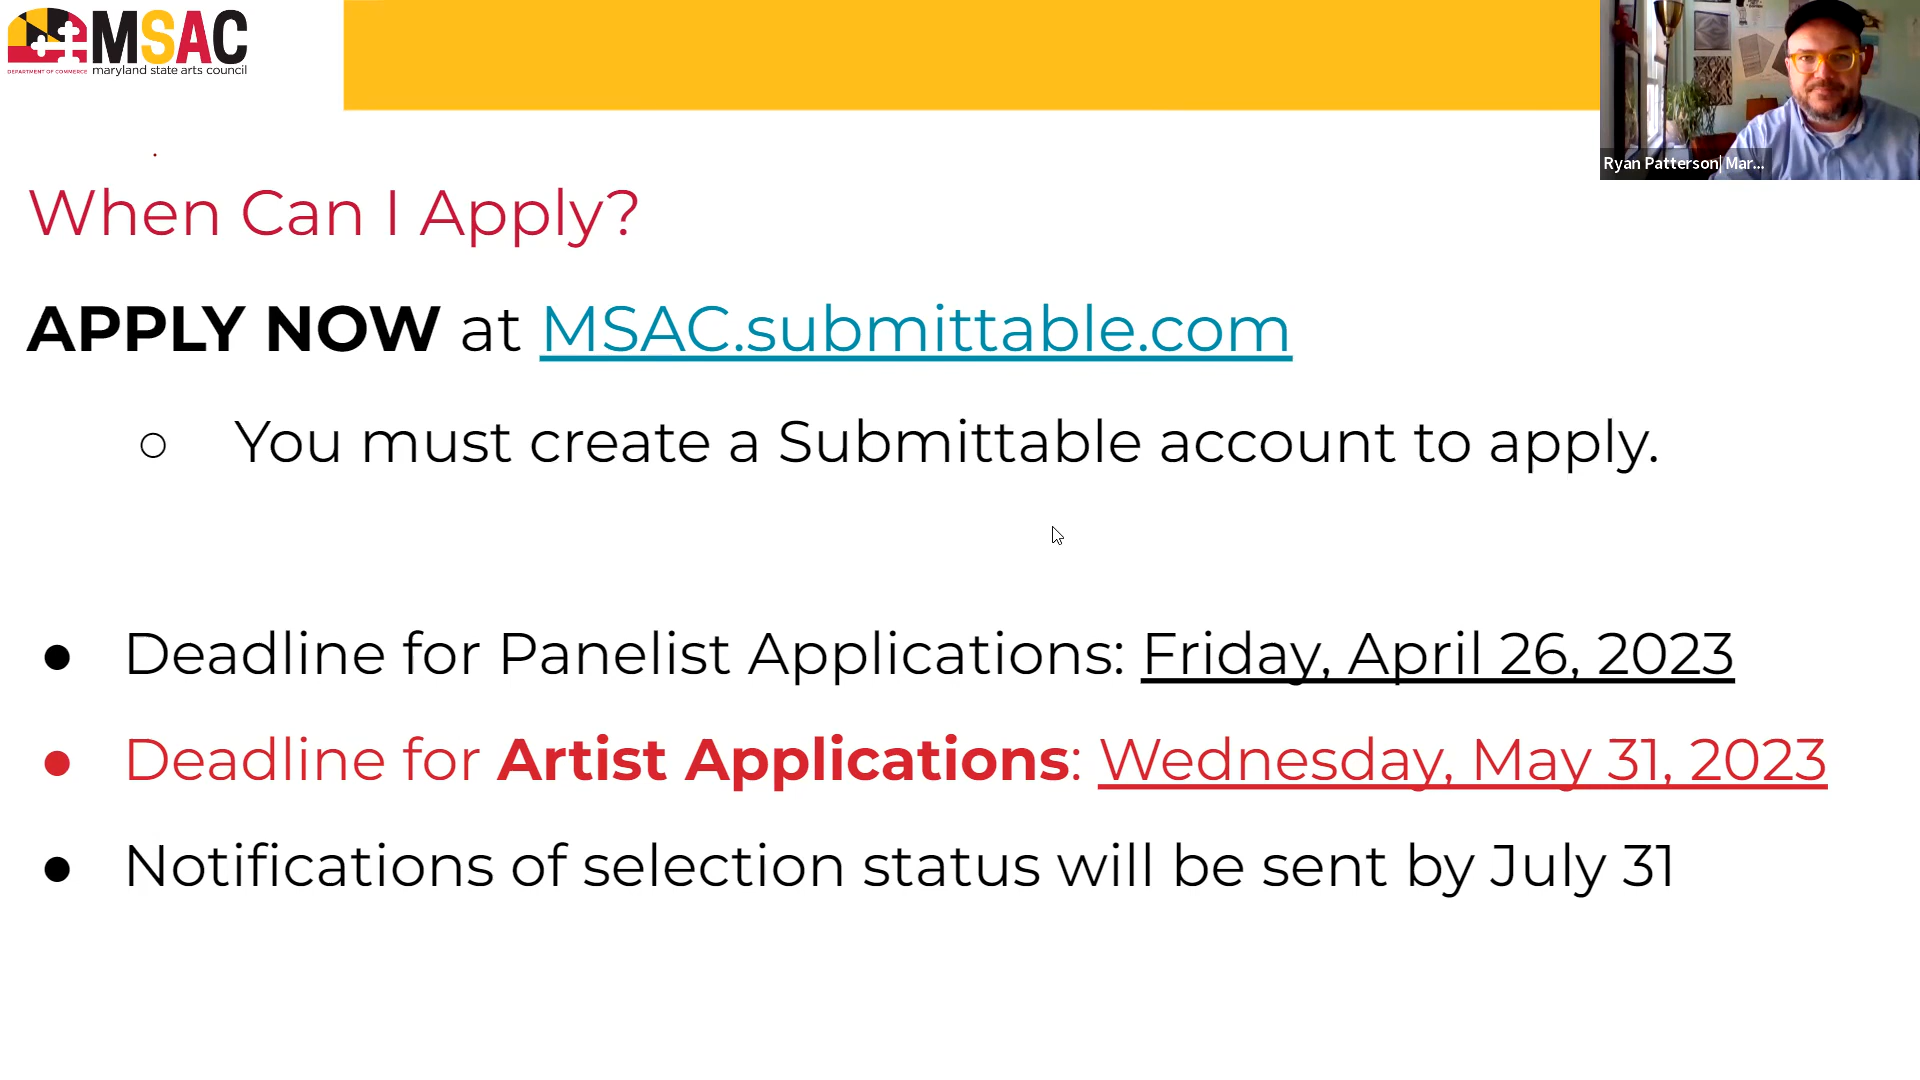 MSAC
DEPARTMENT OF COMMERCE maryland state arts council
Ryan Patterson| Mar...
When Can I Apply?
APPLY NOW at MSAC.submittable.com
○ You must create a Submittable account to apply.
● Deadline for Panelist Applications: Friday, April 26, 2023
● Deadline for Artist Applications: Wednesday, May 31, 2023
● Notifications of selection status will be sent by July 31